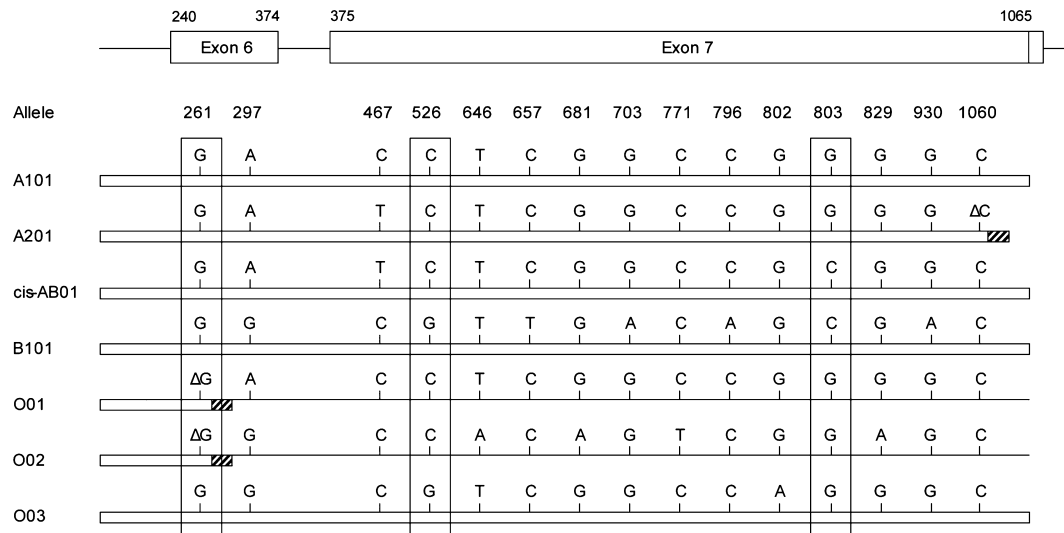 240 374 375 1065
Exon 6 Exon 7
Allele 261 297 467 526 646 657 681 703 771 796 802 803 829 930 1060
G A C C T C G G C C G G G G C
A101
G A T C T C G G C C G G G G ΔC
A201
G A T C T C G G C C G C G G C
cis-AB01
G G C G T T G A C A G C G A C
B101
ΔG A C C T C G G C C G G G G C
O01
ΔG G C C A C A G T C G G A G C
O02
G G C G T C G G C C A G G G C
O03